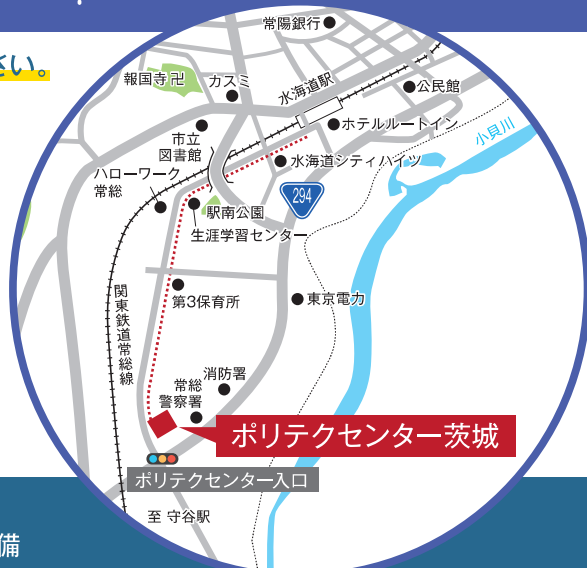 さい。
常陽銀行
報国寺卍
カスミ
水海道駅
公民館
ホテルルートイン
市立
図書館
小貝川
水海道シティハイツ
ハローワーク
常総
294
駅南公園
生涯学習センター
関東鉄道常総線
第3保育所
東京電力
消防署
常総
警察署
ポリテクセンター茨城
ポリテクセンター入口
至 守谷駅
備